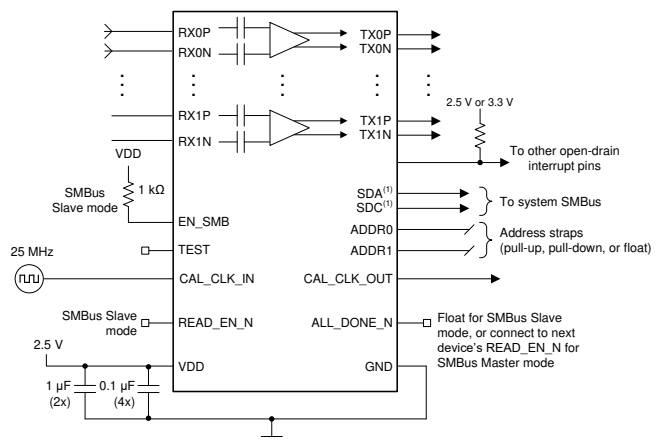 RX0P
RX0N
TX0P
TX0N
RX1P
RX1N
TX1P
TX1N
2.5 V or 3.3 V
To other open-drain
interrupt pins
VDD
SMBus
Slave mode
1 kΩ
EN_SMB
SDA(1)
SDC(1)
To system SMBus
ADDR0
ADDR1
Address straps
(pull-up, pull-down, or float)
TEST
25 MHz
CAL_CLK_IN
CAL_CLK_OUT
SMBus Slave
mode
READ_EN_N
ALL_DONE_N
Float for SMBus Slave
mode, or connect to next
device's READ_EN_N for
SMBus Master mode
2.5 V
VDD
GND
1 μF
(2x)
0.1 μF
(4x)